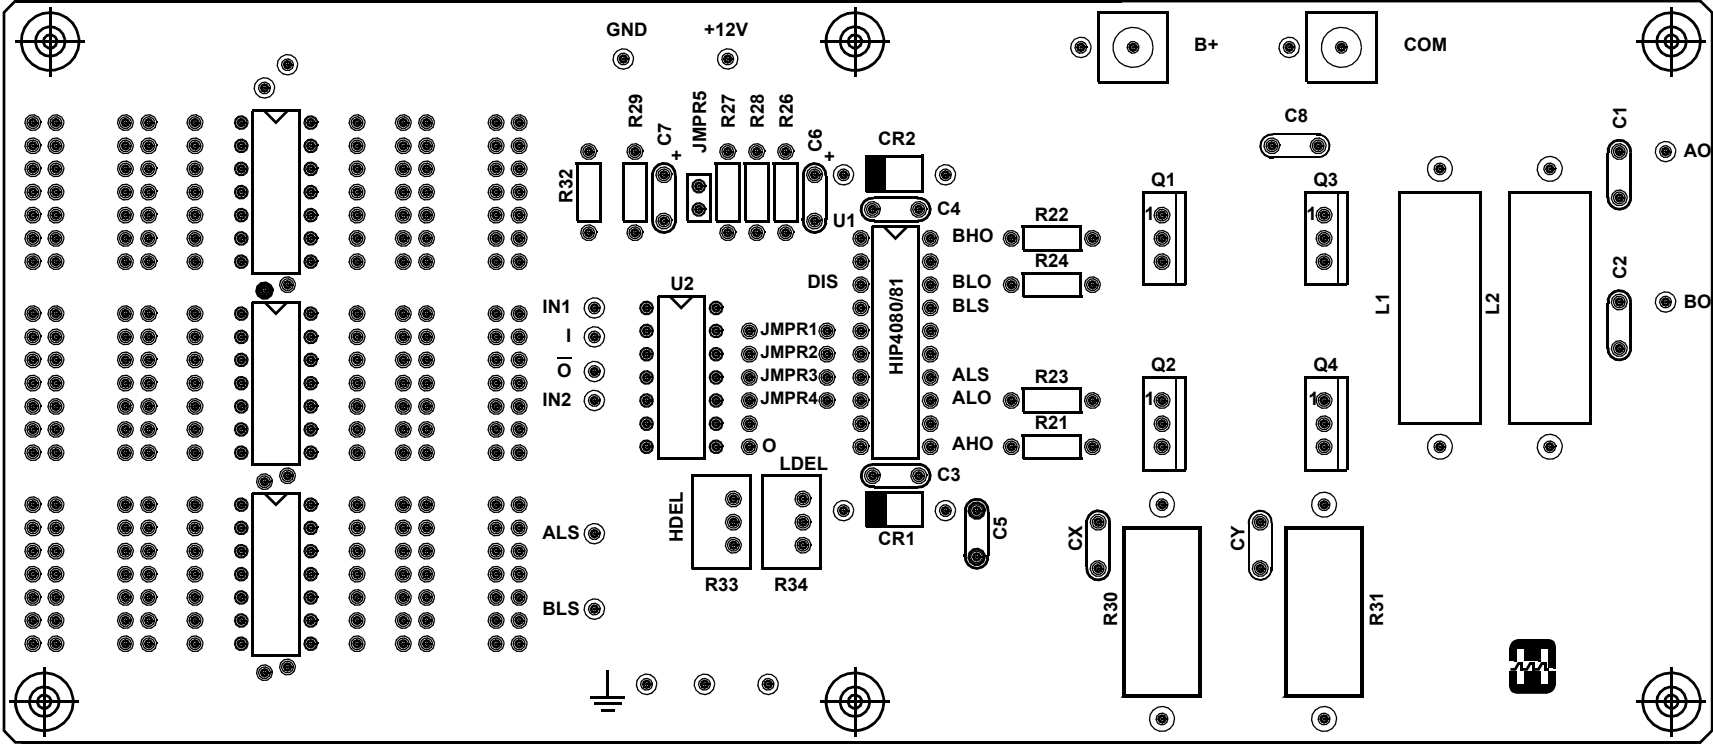 GND
+12V
B+
COM
R29
C7
+
JMPR5
R27
R28
R26
C6
+
CR2
C8
C1
AO
R32
U1
C4
Q1
Q3
1
1
BHO
R22
R24
DIS
BLO
BLS
U2
HIP4080/81
L1
L2
C2
BO
IN1
I
O
IN2
JMPR1
JMPR2
JMPR3
JMPR4
O
ALS
ALO
AHO
R23
R21
Q2
Q4
1
1
LDEL
HDEL
C3
CR1
C5
R33
R34
ALS
BLS
CX
CY
R30
R31